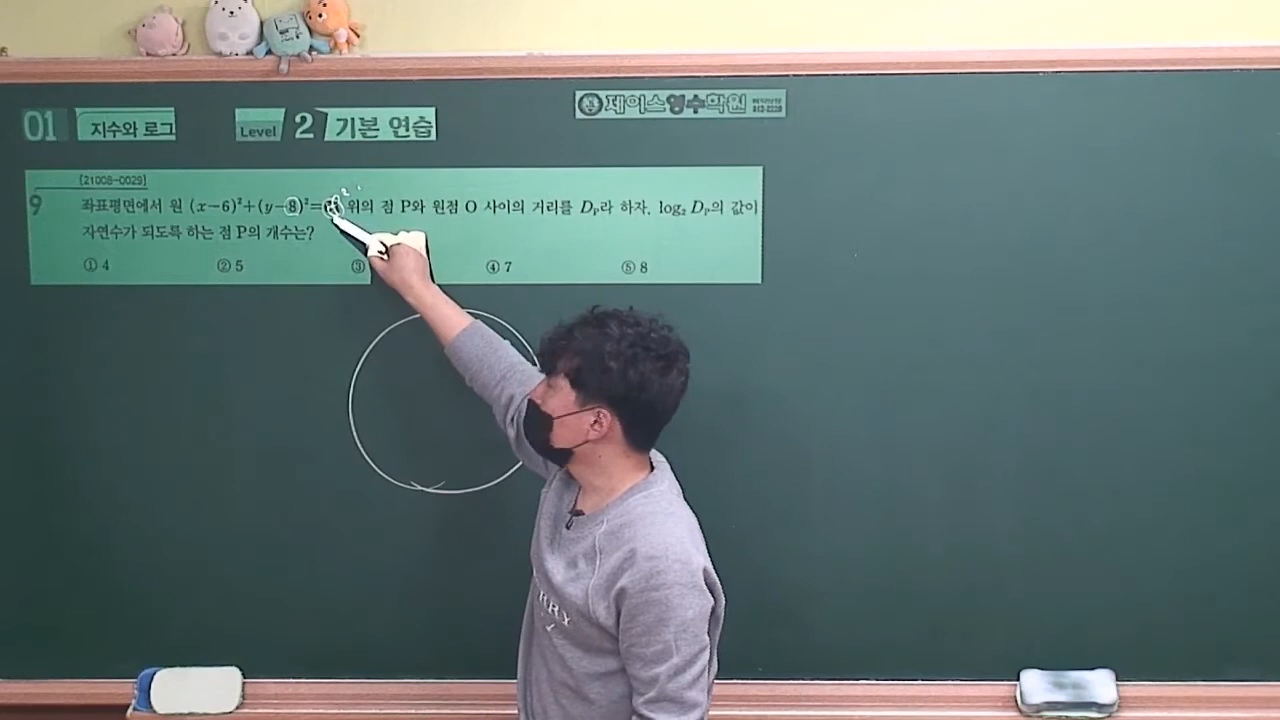 01 지수와 로그
Level 2 기본 연습
제이스영수학원
[21008-0029]
9 좌표평면에서 원 (x-6)²+(y-8)²= 위의 점 P와 원점 O 사이의 거리를 Dₚ라 하자. log₂ Dₚ의 값이
자연수가 되도록 하는 점 P의 개수는?
① 4 ② 5 ③ ④ 7 ⑤ 8
RRY